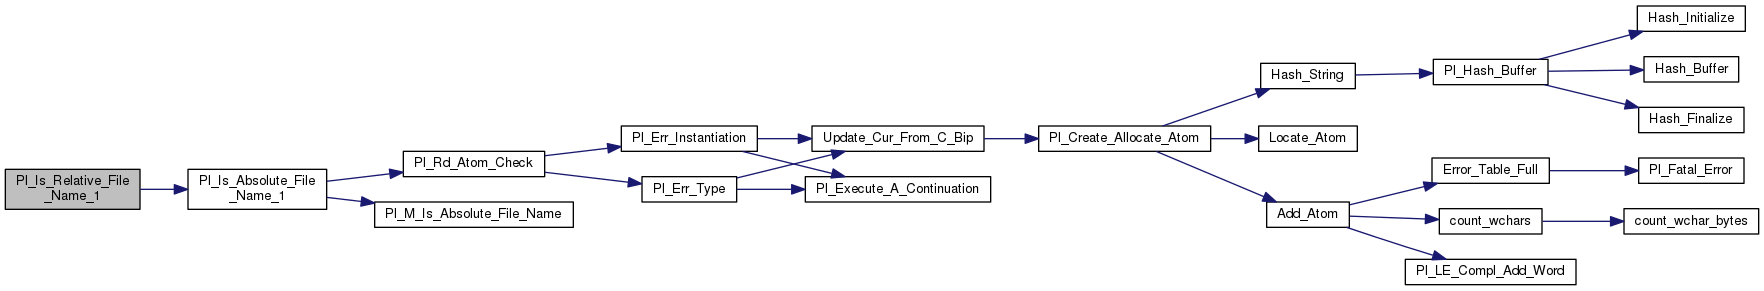 Pl_Is_Relative_File
_Name_1
Pl_Is_Absolute_File
_Name_1
Pl_Rd_Atom_Check
Pl_M_Is_Absolute_File_Name
Pl_Err_Instantiation
Pl_Err_Type
Update_Cur_From_C_Bip
Pl_Execute_A_Continuation
Pl_Create_Allocate_Atom
Hash_String
Locate_Atom
Add_Atom
Pl_Hash_Buffer
Error_Table_Full
count_wchars
Pl_LE_Compl_Add_Word
Hash_Initialize
Hash_Buffer
Hash_Finalize
Pl_Fatal_Error
count_wchar_bytes